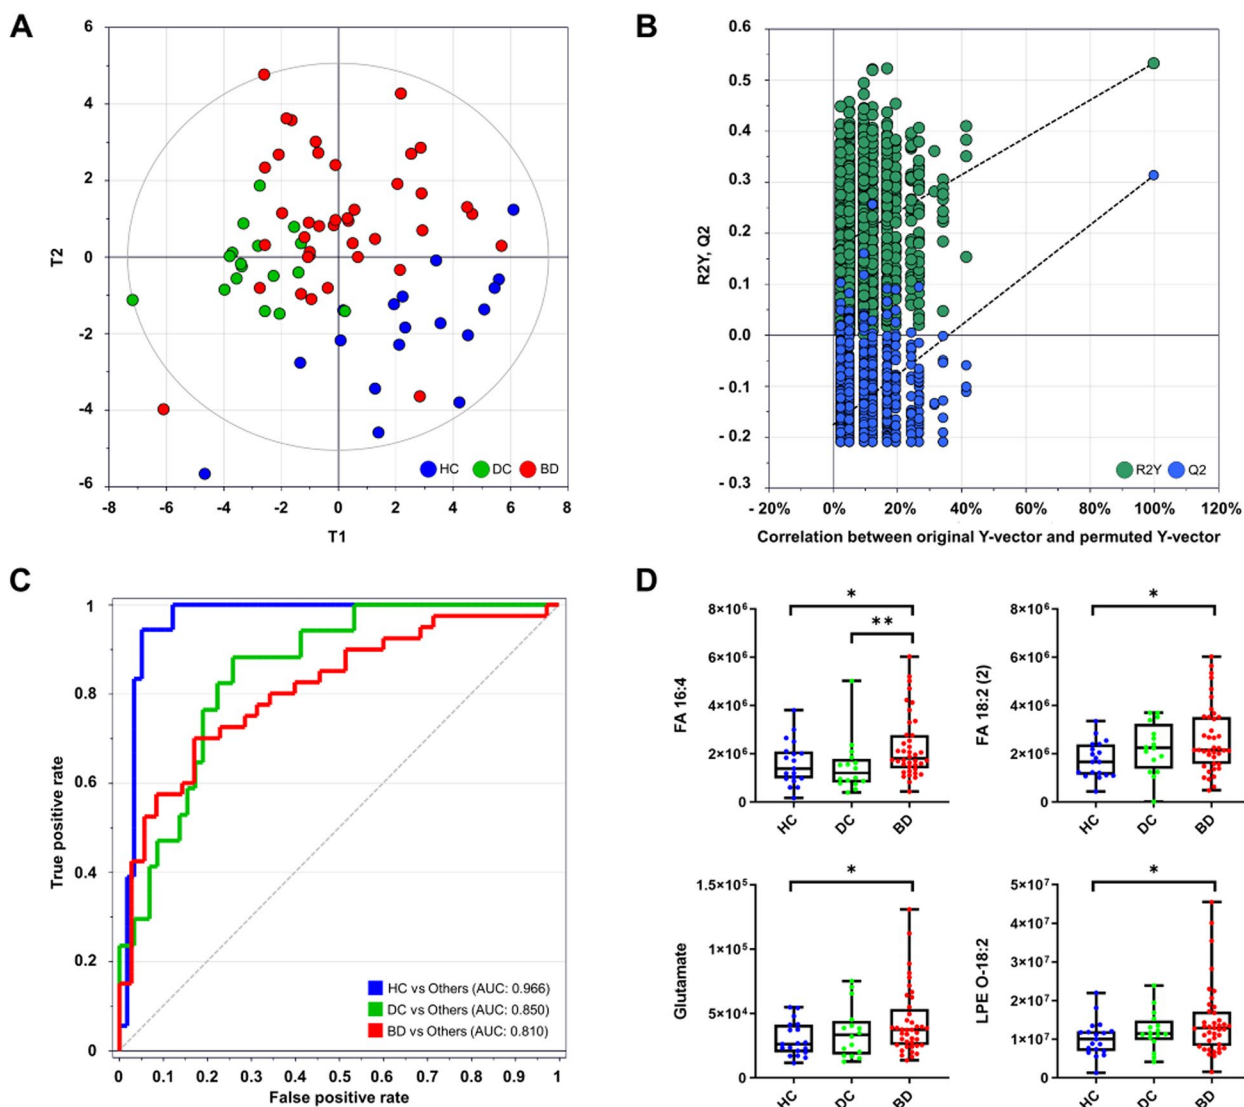 A
6
4
2
0
-2
-4
-6
-8
-6
-4
-2
0
2
4
6
8
T2
T1
HC
DC
BD
B
0.6
0.5
0.4
0.3
0.2
0.1
0.0
- 0.1
- 0.2
- 0.3
- 20%
0%
20%
40%
60%
80%
100%
120%
R2Y, Q2
R2Y
Q2
Correlation between original Y-vector and permuted Y-vector
C
1
0.8
0.6
0.4
0.2
0
0
0.1
0.2
0.3
0.4
0.5
0.6
0.7
0.8
0.9
1
True positive rate
False positive rate
HC vs Others (AUC: 0.966)
DC vs Others (AUC: 0.850)
BD vs Others (AUC: 0.810)
D
*
**
8×10⁶
6×10⁶
4×10⁶
2×10⁶
0
FA 16:4
HC
DC
BD
*
8×10⁶
6×10⁶
4×10⁶
2×10⁶
0
FA 18:2 (2)
HC
DC
BD
*
1.5×10⁵
1×10⁵
5×10⁴
0
Glutamate
HC
DC
BD
*
5×10⁷
4×10⁷
3×10⁷
2×10⁷
1×10⁷
0
LPE O-18:2
HC
DC
BD